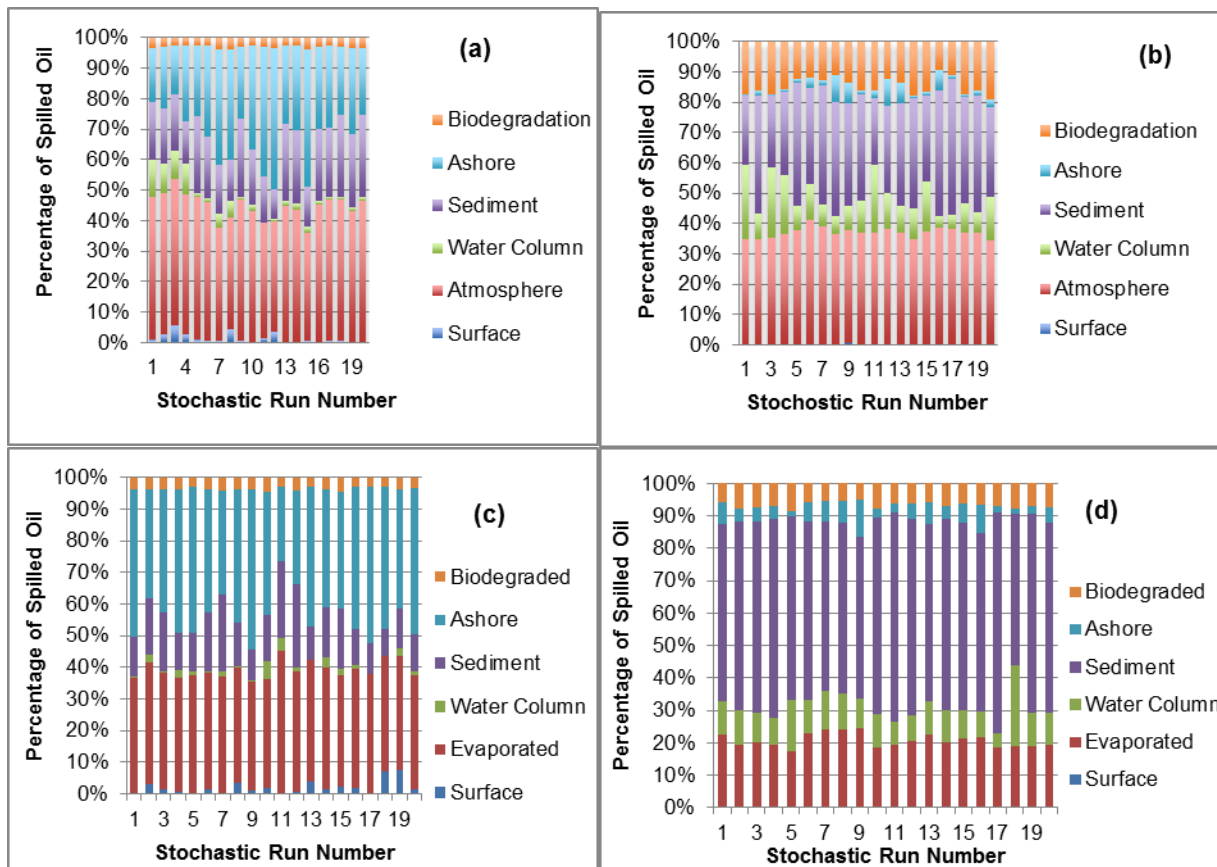 (a)
Percentage of Spilled Oil
100%
90%
80%
70%
60%
50%
40%
30%
20%
10%
0%
1 4 7 10 13 16 19
Stochastic Run Number
Biodegradation
Ashore
Sediment
Water Column
Atmosphere
Surface
(b)
Percentage of Spilled Oil
100%
90%
80%
70%
60%
50%
40%
30%
20%
10%
0%
1 3 5 7 9 11 13 15 17 19
Stochostic Run Number
Biodegradation
Ashore
Sediment
Water Column
Atmosphere
Surface
(c)
Percentage of Spilled Oil
100%
90%
80%
70%
60%
50%
40%
30%
20%
10%
0%
1 3 5 7 9 11 13 15 17 19
Stochastic Run Number
Biodegraded
Ashore
Sediment
Water Column
Evaporated
Surface
(d)
Percentage of Spilled Oil
100%
90%
80%
70%
60%
50%
40%
30%
20%
10%
0%
1 3 5 7 9 11 13 15 17 19
Stochastic Run Number
Biodegraded
Ashore
Sediment
Water Column
Evaporated
Surface